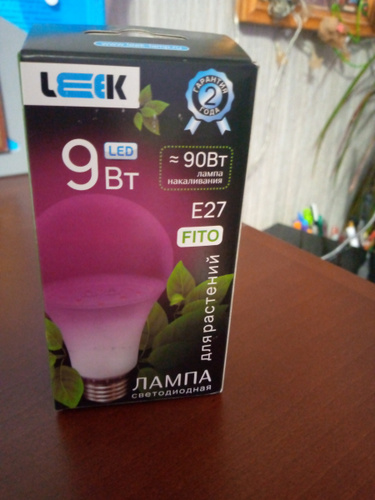 LEEK
ГАРАНТИЯ
2
ГОДА
9 Вт
LED
≈ 90Вт
лампа
накаливания
E27
FITO
для растений
ЛАМПА
светодиодная